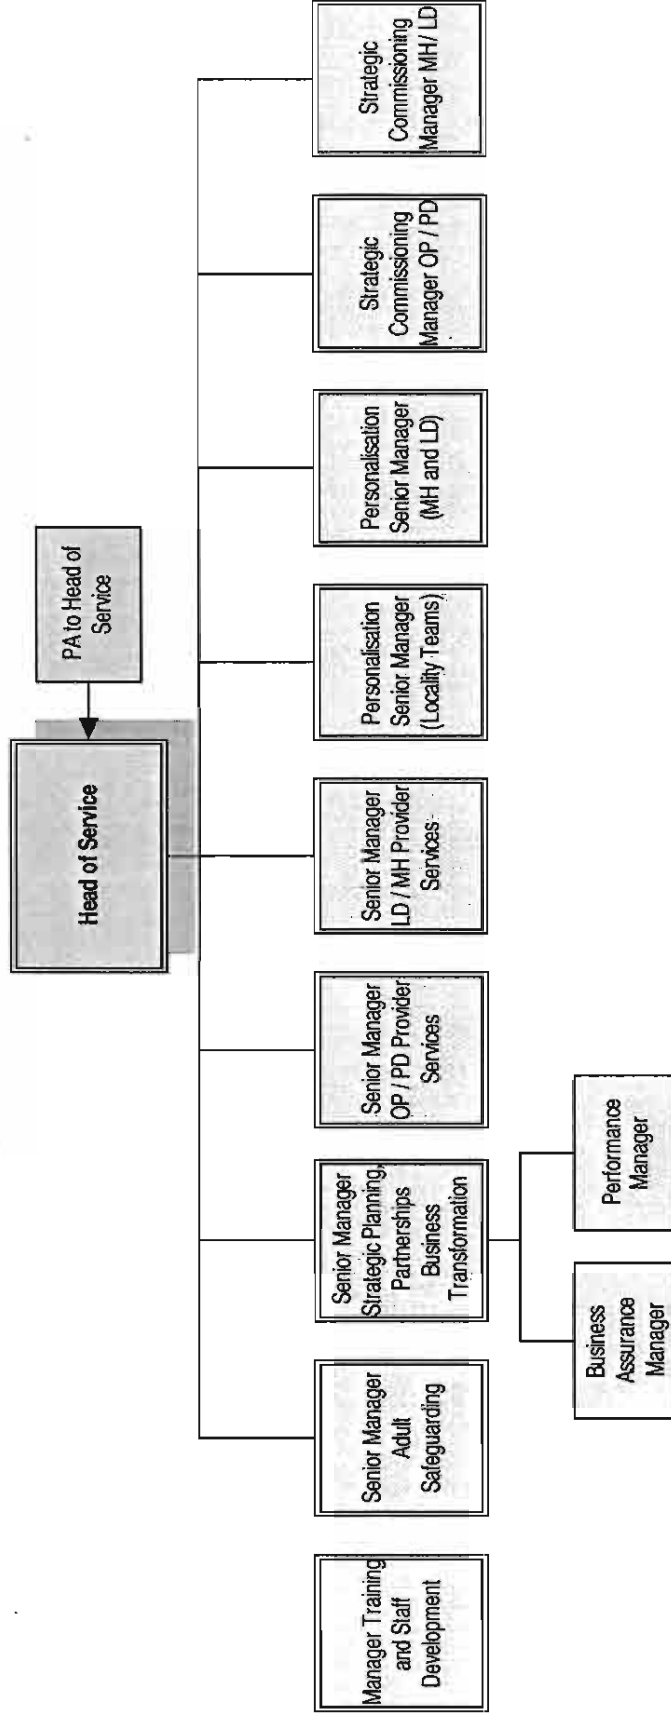 PA to Head of
Service
Head of Service
Manager Training
and Staff
Development
Senior Manager
Adult
Safeguarding
Senior Manager
Strategic Planning,
Partnerships
Business
Transformation
Senior Manager
OP / PD Provider
Services
Senior Manager
LD / MH Provider
Services
Personalisation
Senior Manager
(Locality Teams)
Personalisation
Senior Manager
(MH and LD)
Strategic
Commissioning
Manager OP / PD
Strategic
Commissioning
Manager MH/ LD
Business
Assurance
Manager
Performance
Manager